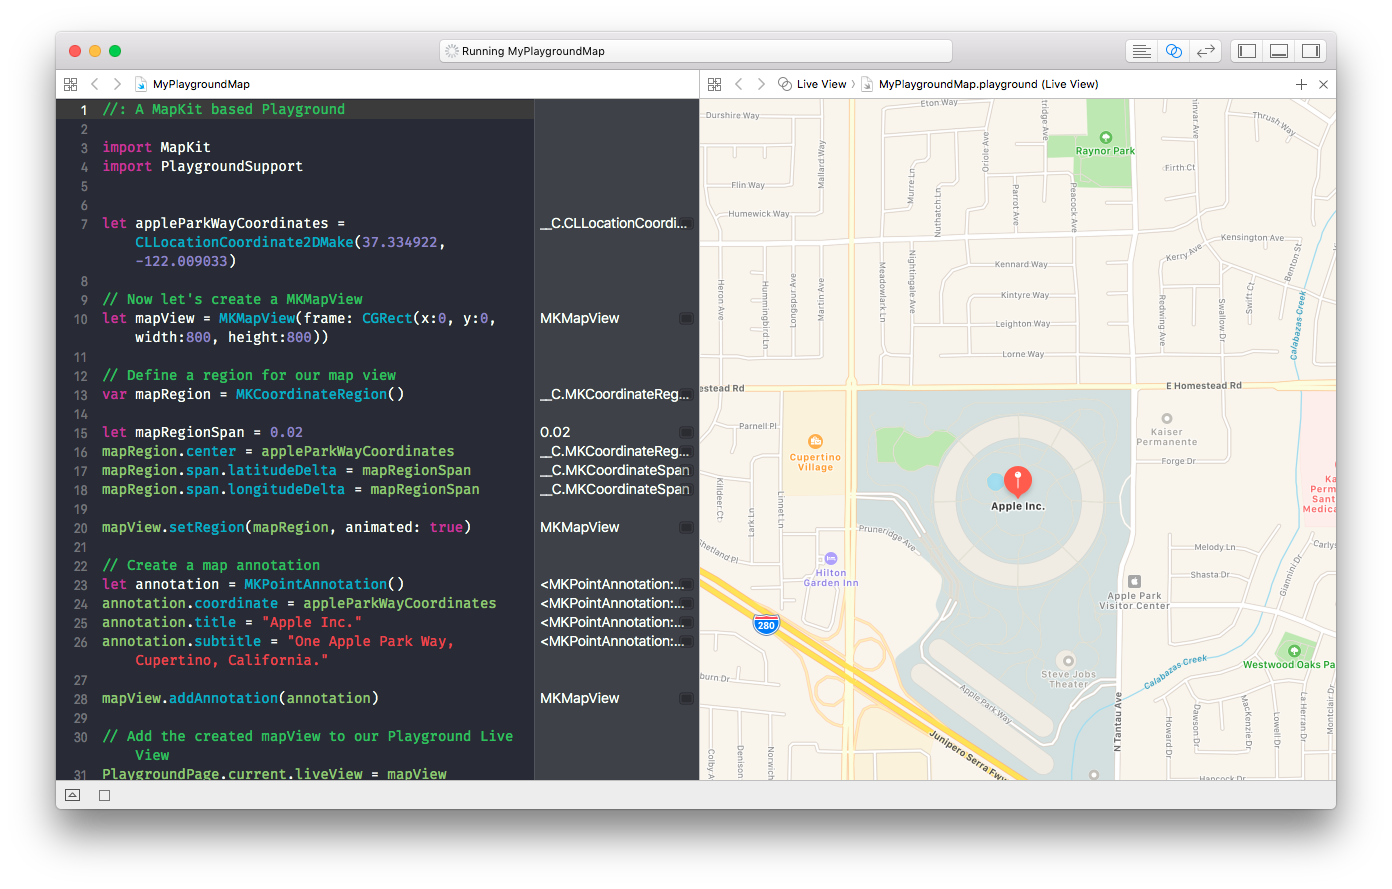 Running MyPlaygroundMap
MyPlaygroundMap
1 //: A MapKit based Playground
2
3 import MapKit
4 import PlaygroundSupport
5
6
7 let appleParkWayCoordinates =
CLLocationCoordinate2DMake(37.334922,
-122.009033)
8
9 // Now let's create a MKMapView
10 let mapView = MKMapView(frame: CGRect(x:0, y:0,
width:800, height:800))
11
12 // Define a region for our map view
13 var mapRegion = MKCoordinateRegion()
14
15 let mapRegionSpan = 0.02
16 mapRegion.center = appleParkWayCoordinates
17 mapRegion.span.latitudeDelta = mapRegionSpan
18 mapRegion.span.longitudeDelta = mapRegionSpan
19
20 mapView.setRegion(mapRegion, animated: true)
21
22 // Create a map annotation
23 let annotation = MKPointAnnotation()
24 annotation.coordinate = appleParkWayCoordinates
25 annotation.title = "Apple Inc."
26 annotation.subtitle = "One Apple Park Way,
Cupertino, California."
27
28 mapView.addAnnotation(annotation)
29
30 // Add the created mapView to our Playground Live
View
31 PlaygroundPage.current.liveView = mapView
__C.CLLocationCoordi...
MKMapView
__C.MKCoordinateReg...
0.02
__C.MKCoordinateReg...
__C.MKCoordinateSpan
__C.MKCoordinateSpan
MKMapView
<MKPointAnnotation:...
<MKPointAnnotation:...
<MKPointAnnotation:...
<MKPointAnnotation:...
MKMapView
Live View 〉 MyPlaygroundMap.playground (Live View)
Eton Way
Durshire Way
tridge Ave
Thrush Way
Mallard Way
Oriole Ave
Raynor Park
Firth Ct
Flin Way
Murre Ln
Nuthatch Ln
Parrot Ave
Peacock Ave
Humewick Way
Kensington Ave
Kerry Ave
Benton St
Kennard Way
Heron Ave
Hummingbird Ln
Longspur Ave
Martin Ave
Meadowlark Ln
Nightingale Ave
Kintyre Way
Redwing Ave
Swallow Dr
Swift Ct
Calabazas Creek
Leighton Way
Lorne Way
estead Rd
E Homestead Rd
Parnell Pl
Kaiser
Permanente
Cupertino
Village
Forge Dr
Killdeer Ct
Lark Ln
Linnet Ln
Ka
Perm
Sant
Medica
Apple Inc.
Pruneridge Ave
Shetland Pl
Melody Ln
Carlys
Hilton
Garden Inn
Shasta Dr
Giannini Dr
Apple Park
Visitor Center
280
Westwood Oaks Pa
Steve Jobs
Theater
Calabazas Creek
burn Dr
Apple Park Way
N Tantau Ave
Junipero Serra Fwy
Howard Dr
Dawson Dr
MacKenzie Dr
Lowell Dr
La Herran Dr
Montclair Dr
Colby A
Denison
Norwich
Hancock Dr